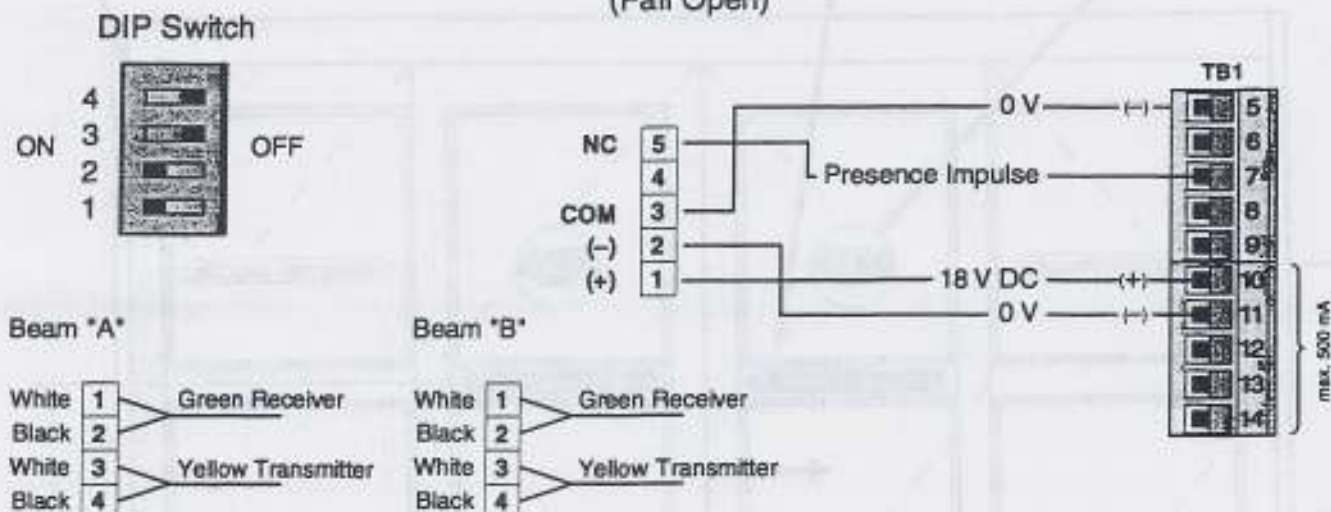 (Fail Open)
DIP Switch
4
ON 3 OFF
2
1
NC 5
4
COM 3
(–) 2
(+) 1
0 V (–)
Presence Impulse
18 V DC (+)
0 V (–)
TB1
5
6
7
8
9
10
11
12
13
14
max. 500 mA
Beam "A"
White 1 Green Receiver
Black 2
White 3 Yellow Transmitter
Black 4
Beam "B"
White 1 Green Receiver
Black 2
White 3 Yellow Transmitter
Black 4